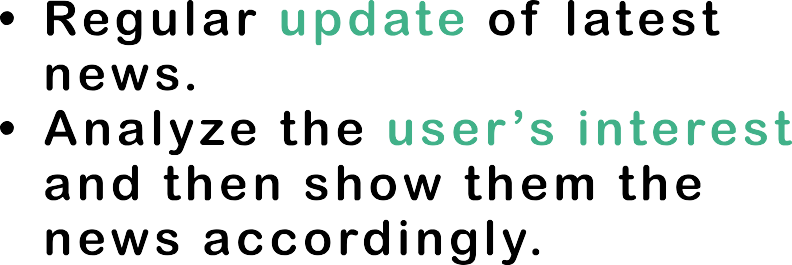 • Regular update of latest
news.
• Analyze the user’s interest
and then show them the
news accordingly.